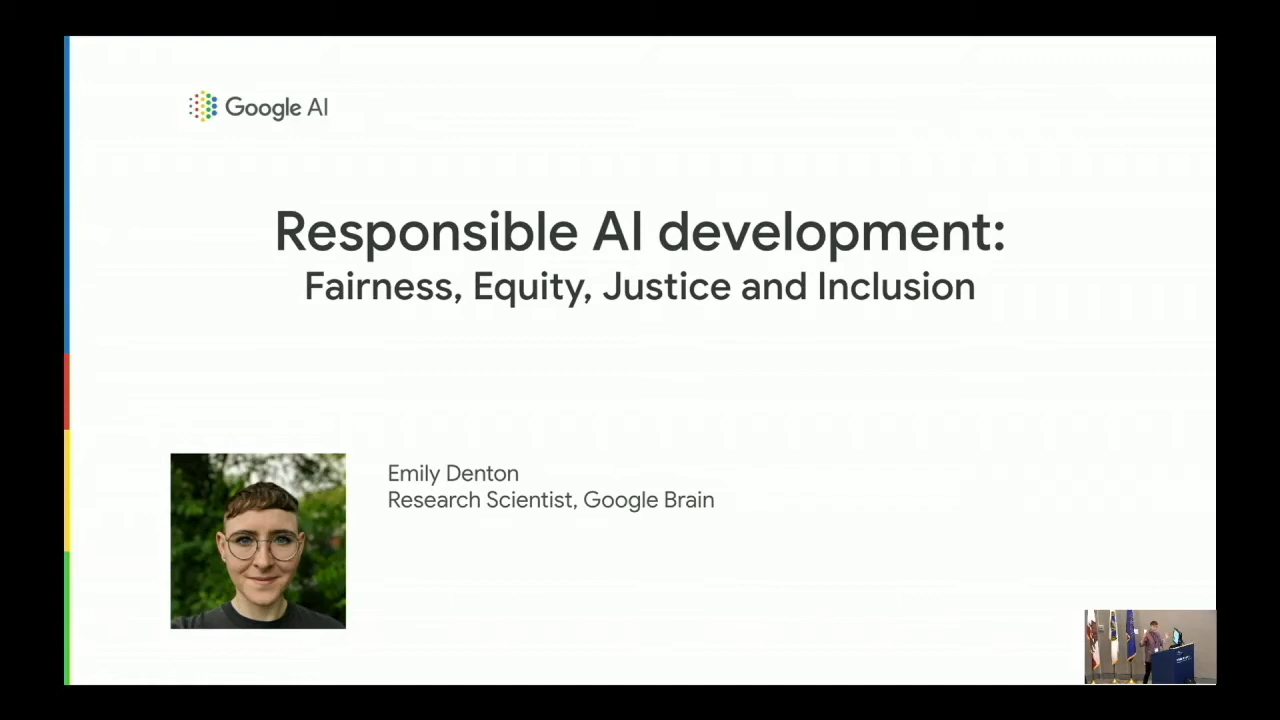 Google AI
Responsible AI development:
Fairness, Equity, Justice and Inclusion
Emily Denton
Research Scientist, Google Brain